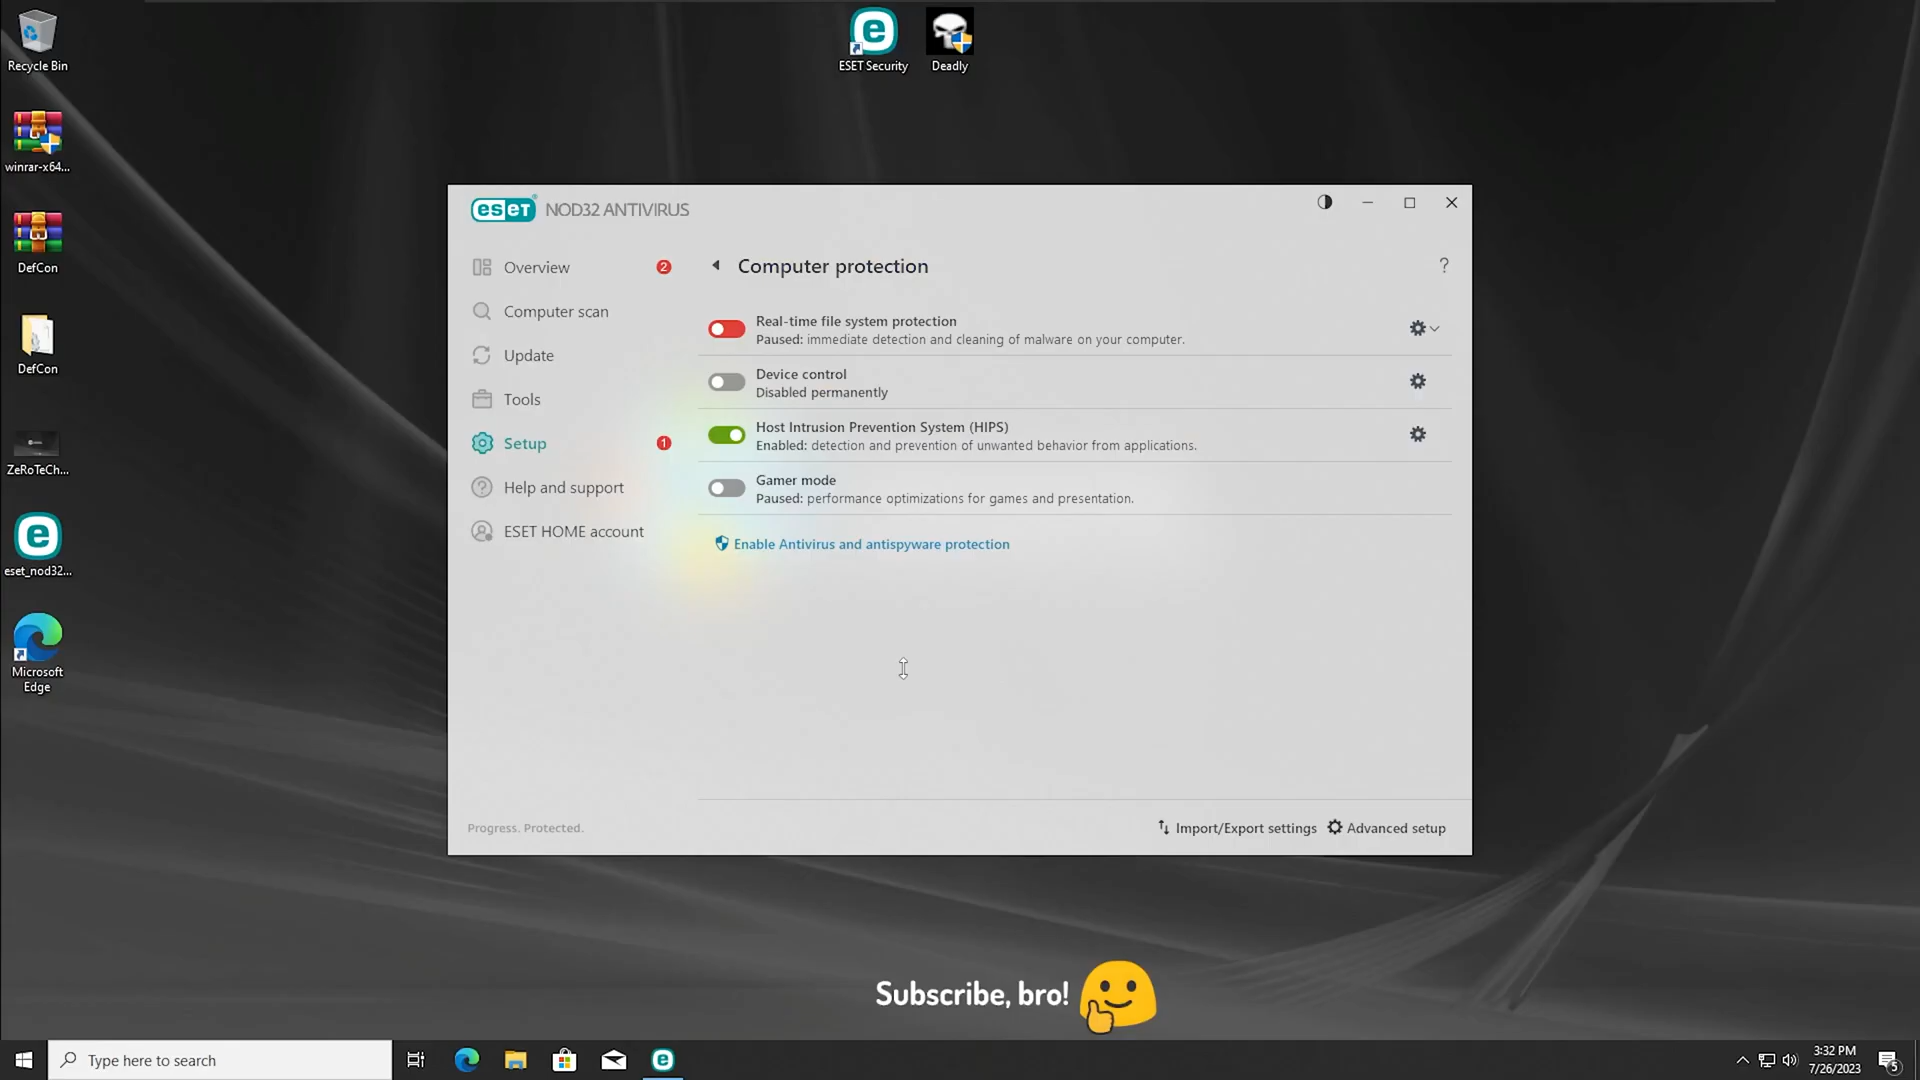 Recycle Bin
winrar-x64...
DefCon
DefCon
ZeRoTeCh...
eset_nod32...
Microsoft
Edge
ESET Security
Deadly
eset NOD32 ANTIVIRUS
Overview
2
Computer scan
Update
Tools
Setup
1
Help and support
ESET HOME account
Progress. Protected.
Computer protection
?
Real-time file system protection
Paused: immediate detection and cleaning of malware on your computer.
Device control
Disabled permanently
Host Intrusion Prevention System (HIPS)
Enabled: detection and prevention of unwanted behavior from applications.
Gamer mode
Paused: performance optimizations for games and presentation.
Enable Antivirus and antispyware protection
Import/Export settings
Advanced setup
Subscribe, bro!
Type here to search
3:32 PM
7/26/2023
5